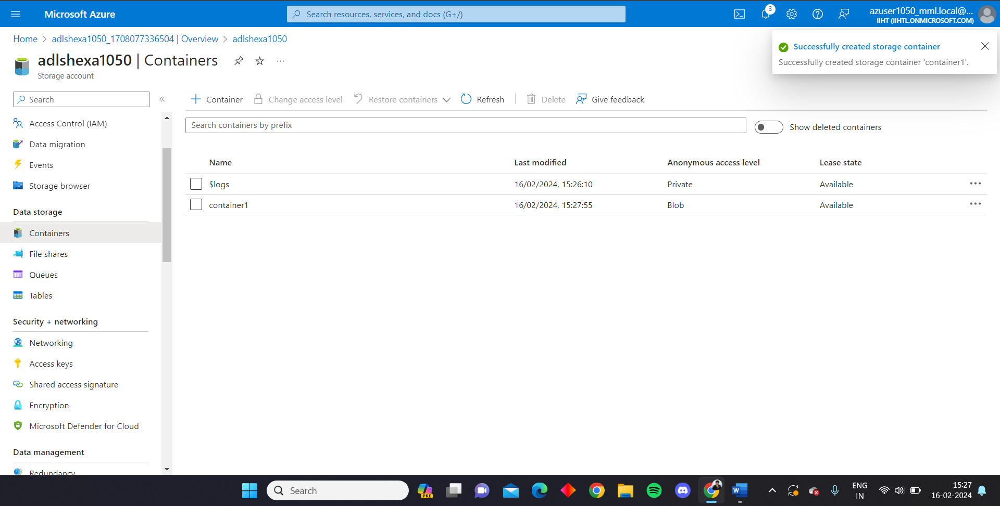 Microsoft Azure
Search resources, services, and docs (G+/)
3
azuser1050_mml.local@...
IIHT (IIHTL.ONMICROSOFT.COM)
Home > adlshexa1050_1708077336504 | Overview > adlshexa1050
Successfully created storage container
Successfully created storage container 'container1'.
adlshexa1050 | Containers
Storage account
Search
Container
Change access level
Restore containers
Refresh
Delete
Give feedback
Search containers by prefix
Show deleted containers
Access Control (IAM)
Data migration
Events
Storage browser
Data storage
Containers
File shares
Queues
Tables
Security + networking
Networking
Access keys
Shared access signature
Encryption
Microsoft Defender for Cloud
Data management
Redundancy
Name Last modified Anonymous access level Lease state
$logs 16/02/2024, 15:26:10 Private Available
container1 16/02/2024, 15:27:55 Blob Available
Search
PRE
W
ENG
IN
15:27
16-02-2024